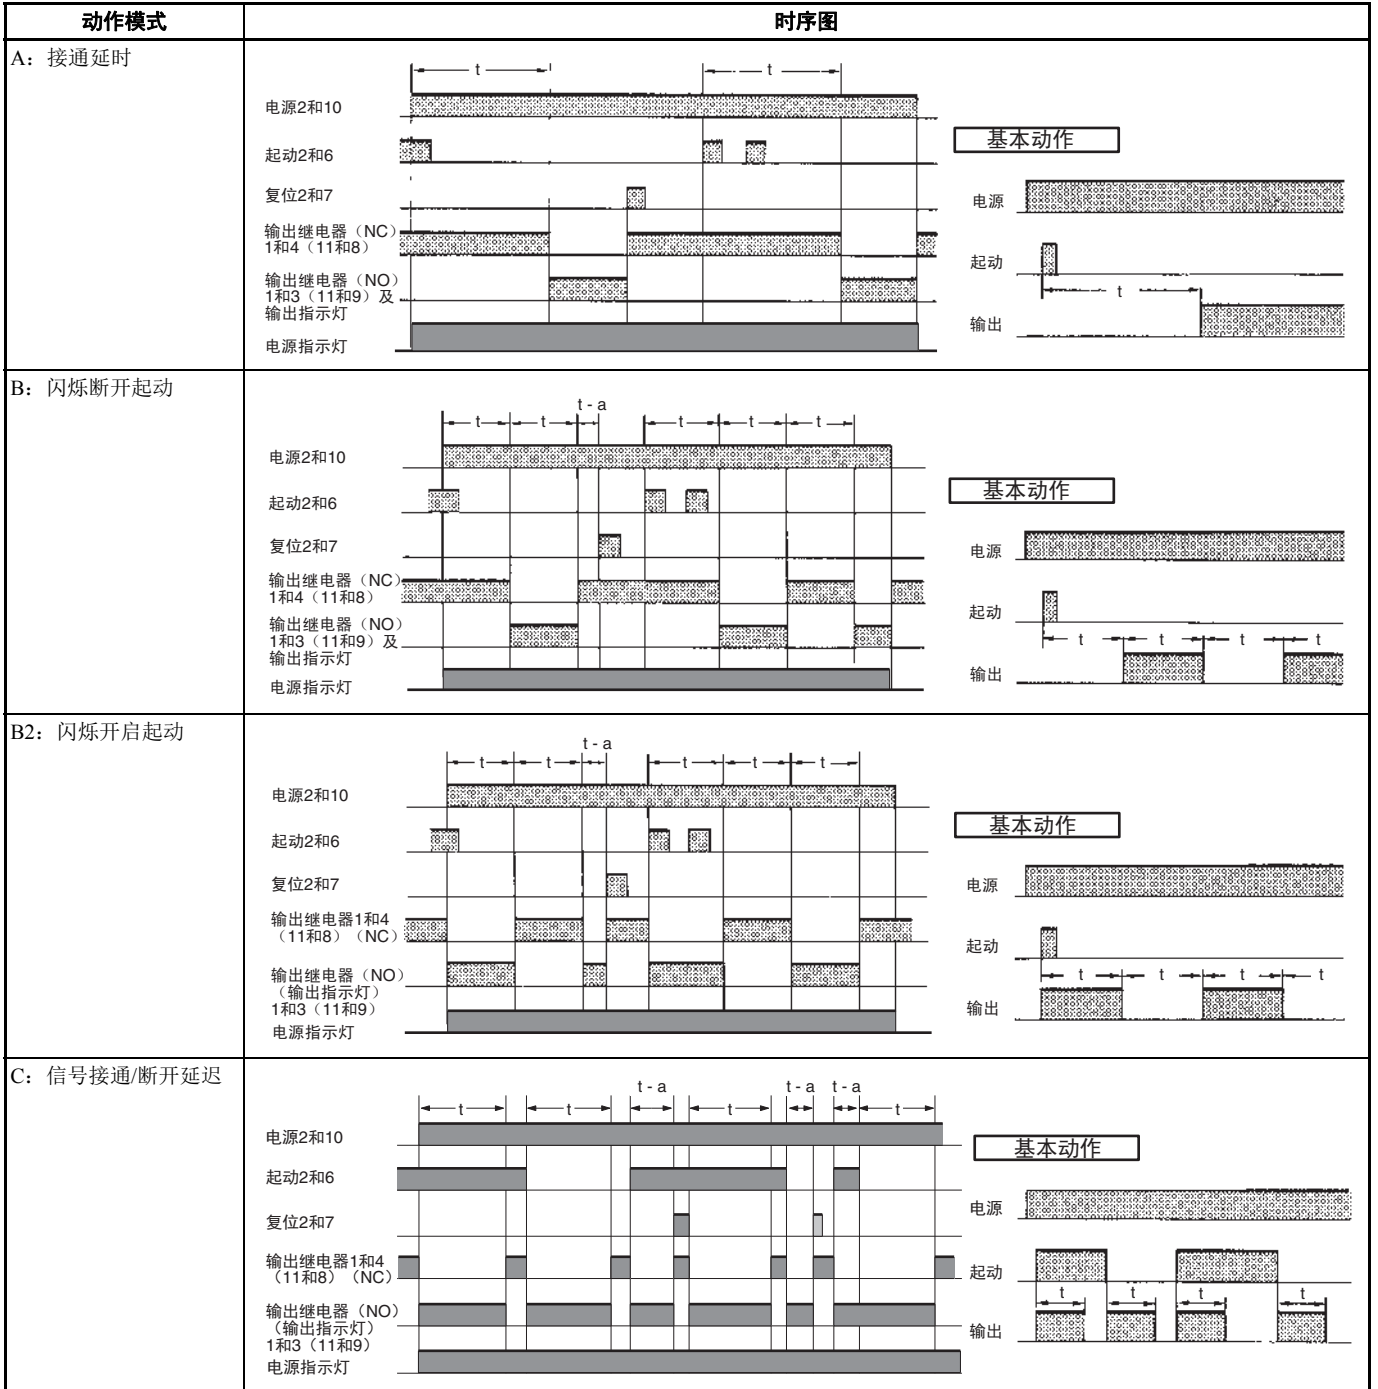 动作模式
时序图
A：接通延时
t
t
电源2和10
起动2和6
复位2和7
输出继电器（NC）
1和4（11和8）
输出继电器（NO）
1和3（11和9）及
输出指示灯
电源指示灯
基本动作
电源
起动
t
输出
B：闪烁断开起动
t - a
t
t
t
t
t
电源2和10
起动2和6
复位2和7
输出继电器（NC）
1和4（11和8）
输出继电器（NO）
1和3（11和9）及
输出指示灯
电源指示灯
基本动作
电源
起动
t
t
t
t
输出
B2：闪烁开启起动
t - a
t
t
t
t
t
电源2和10
起动2和6
复位2和7
输出继电器1和4
（11和8）（NC）
输出继电器（NO）
（输出指示灯）
1和3（11和9）
电源指示灯
基本动作
电源
起动
t
t
t
t
输出
C：信号接通/断开延迟
t - a
t - a
t - a
t
t
t
t
电源2和10
起动2和6
复位2和7
输出继电器1和4
（11和8）（NC）
输出继电器（NO）
（输出指示灯）
1和3（11和9）
电源指示灯
基本动作
电源
起动
t
t
t
t
输出